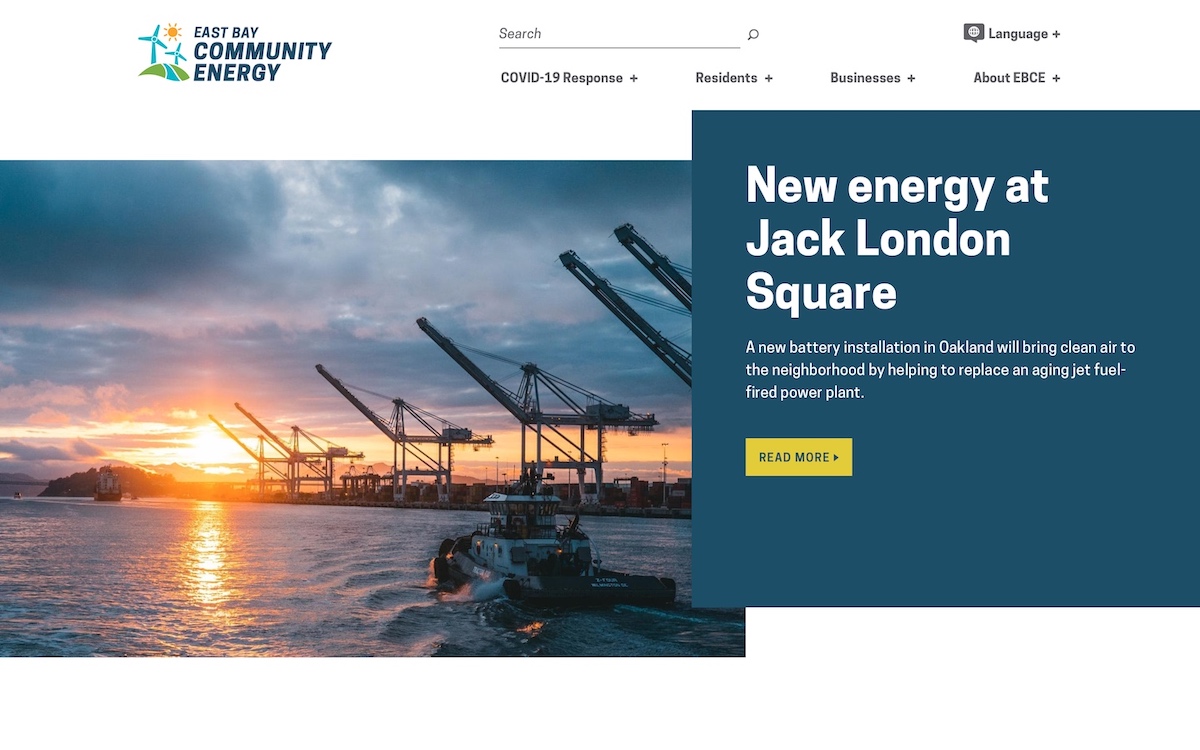 EAST BAY
COMMUNITY
ENERGY
Search
Language +
COVID-19 Response +
Residents +
Businesses +
About EBCE +
New energy at
Jack London
Square
A new battery installation in Oakland will bring clean air to
the neighborhood by helping to replace an aging jet fuel-
fired power plant.
READ MORE